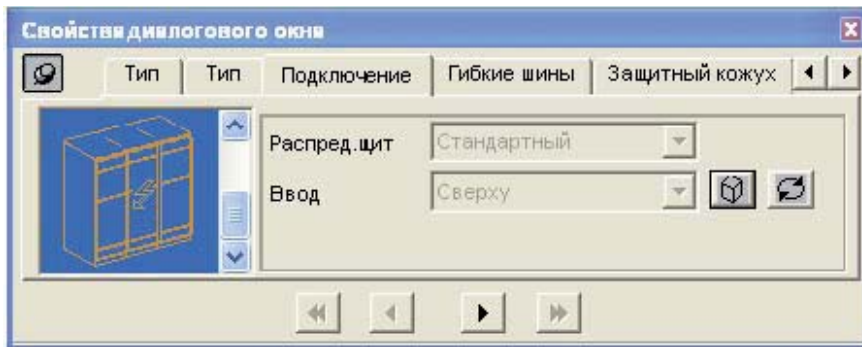 Свойства диалогового окна
Тип Тип Подключение Гибкие шины Защитный кожух
Распред.щит Стандартный
Ввод Сверху